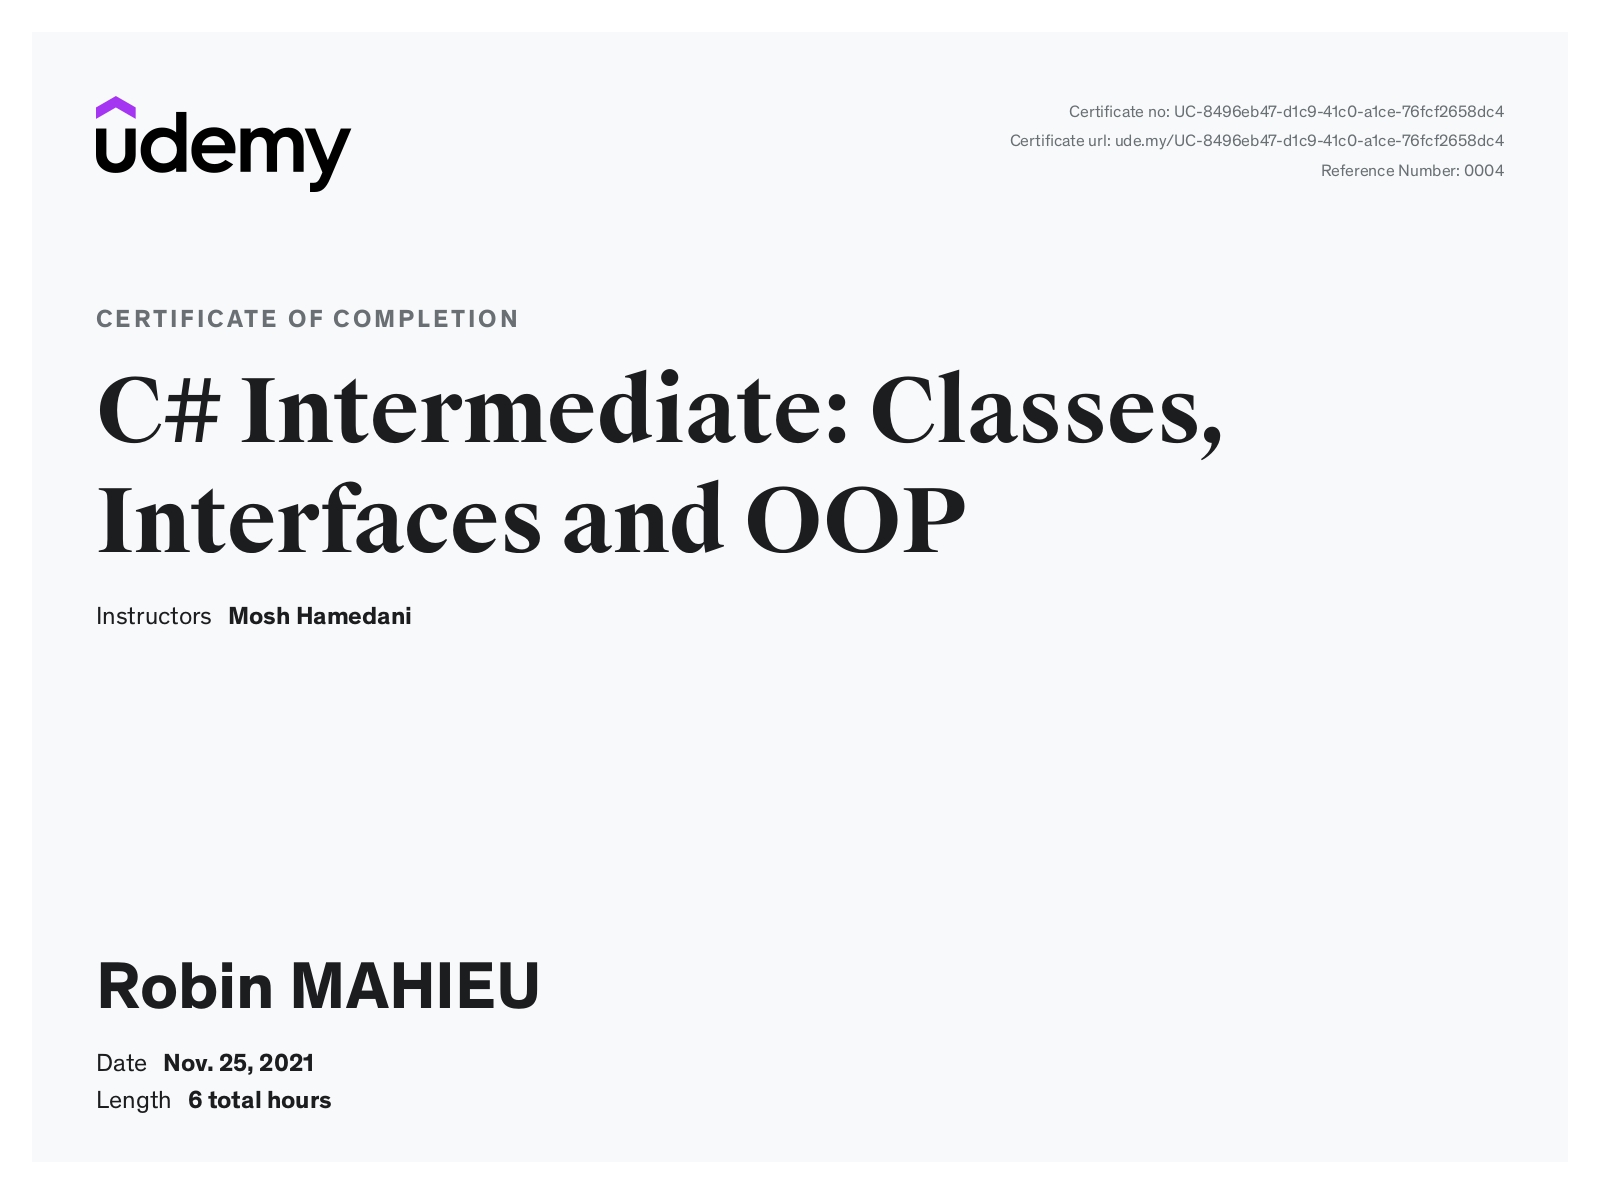 udemy
Certificate no: UC-8496eb47-d1c9-41c0-a1ce-76fcf2658dc4
Certificate url: ude.my/UC-8496eb47-d1c9-41c0-a1ce-76fcf2658dc4
Reference Number: 0004
CERTIFICATE OF COMPLETION
C# Intermediate: Classes,
Interfaces and OOP
Instructors Mosh Hamedani
Robin MAHIEU
Date Nov. 25, 2021
Length 6 total hours